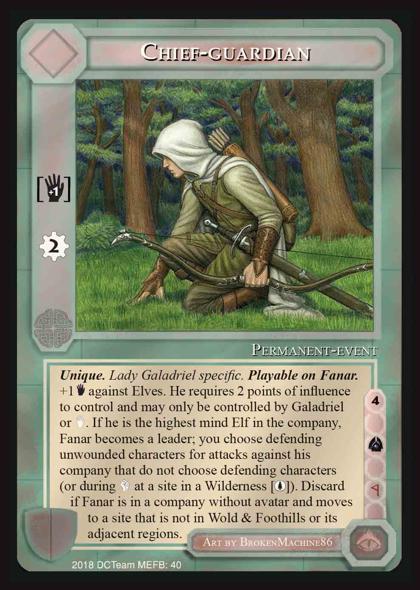 Chief-guardian
+1
2
Permanent-event
Unique. Lady Galadriel specific. Playable on Fanar.
+1 against Elves. He requires 2 points of influence
to control and may only be controlled by Galadriel
or . If he is the highest mind Elf in the company,
Fanar becomes a leader; you choose defending
unwounded characters for attacks against his
company that do not choose defending characters
(or during at a site in a Wilderness [ ]). Discard
if Fanar is in a company without avatar and moves
to a site that is not in Wold & Foothills or its
adjacent regions.
4
Art by BrokenMachine86
2018 DCTeam MEFB: 40